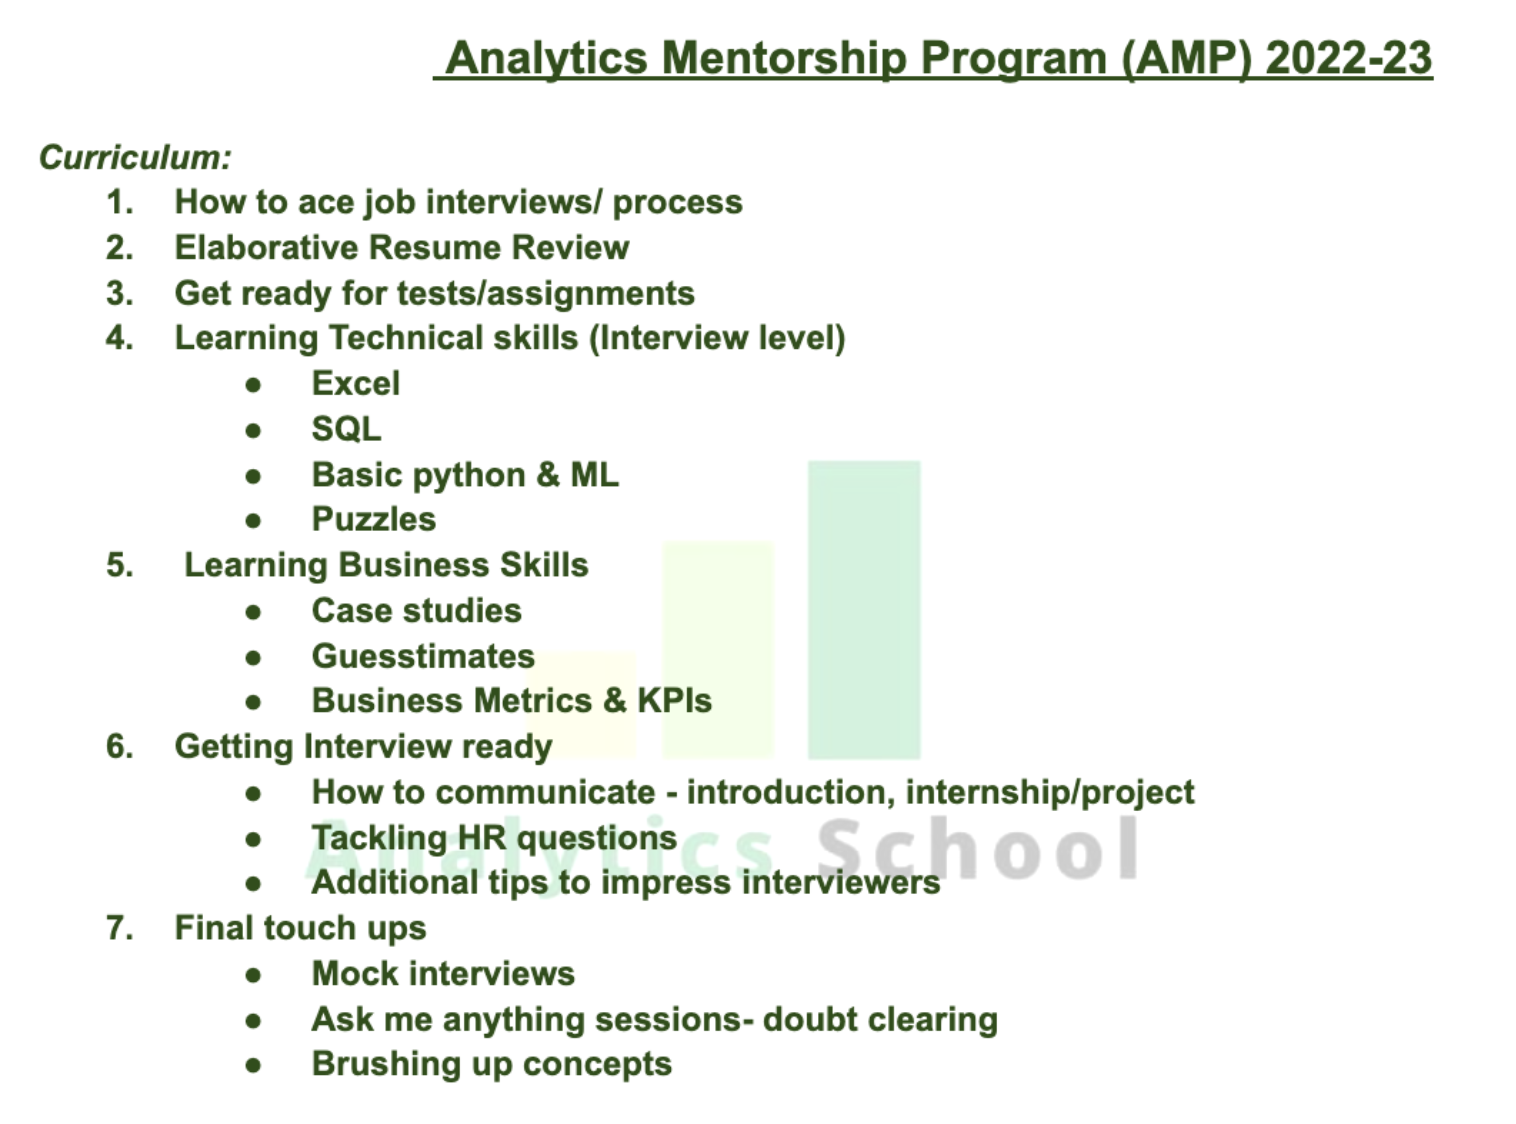 Analytics Mentorship Program (AMP) 2022-23
Curriculum:
1. How to ace job interviews/ process
2. Elaborative Resume Review
3. Get ready for tests/assignments
4. Learning Technical skills (Interview level)
● Excel
● SQL
● Basic python & ML
● Puzzles
5. Learning Business Skills
● Case studies
● Guesstimates
● Business Metrics & KPIs
6. Getting Interview ready
● How to communicate - introduction, internship/project
● Tackling HR questions
Analytics School
● Additional tips to impress interviewers
7. Final touch ups
● Mock interviews
● Ask me anything sessions- doubt clearing
● Brushing up concepts